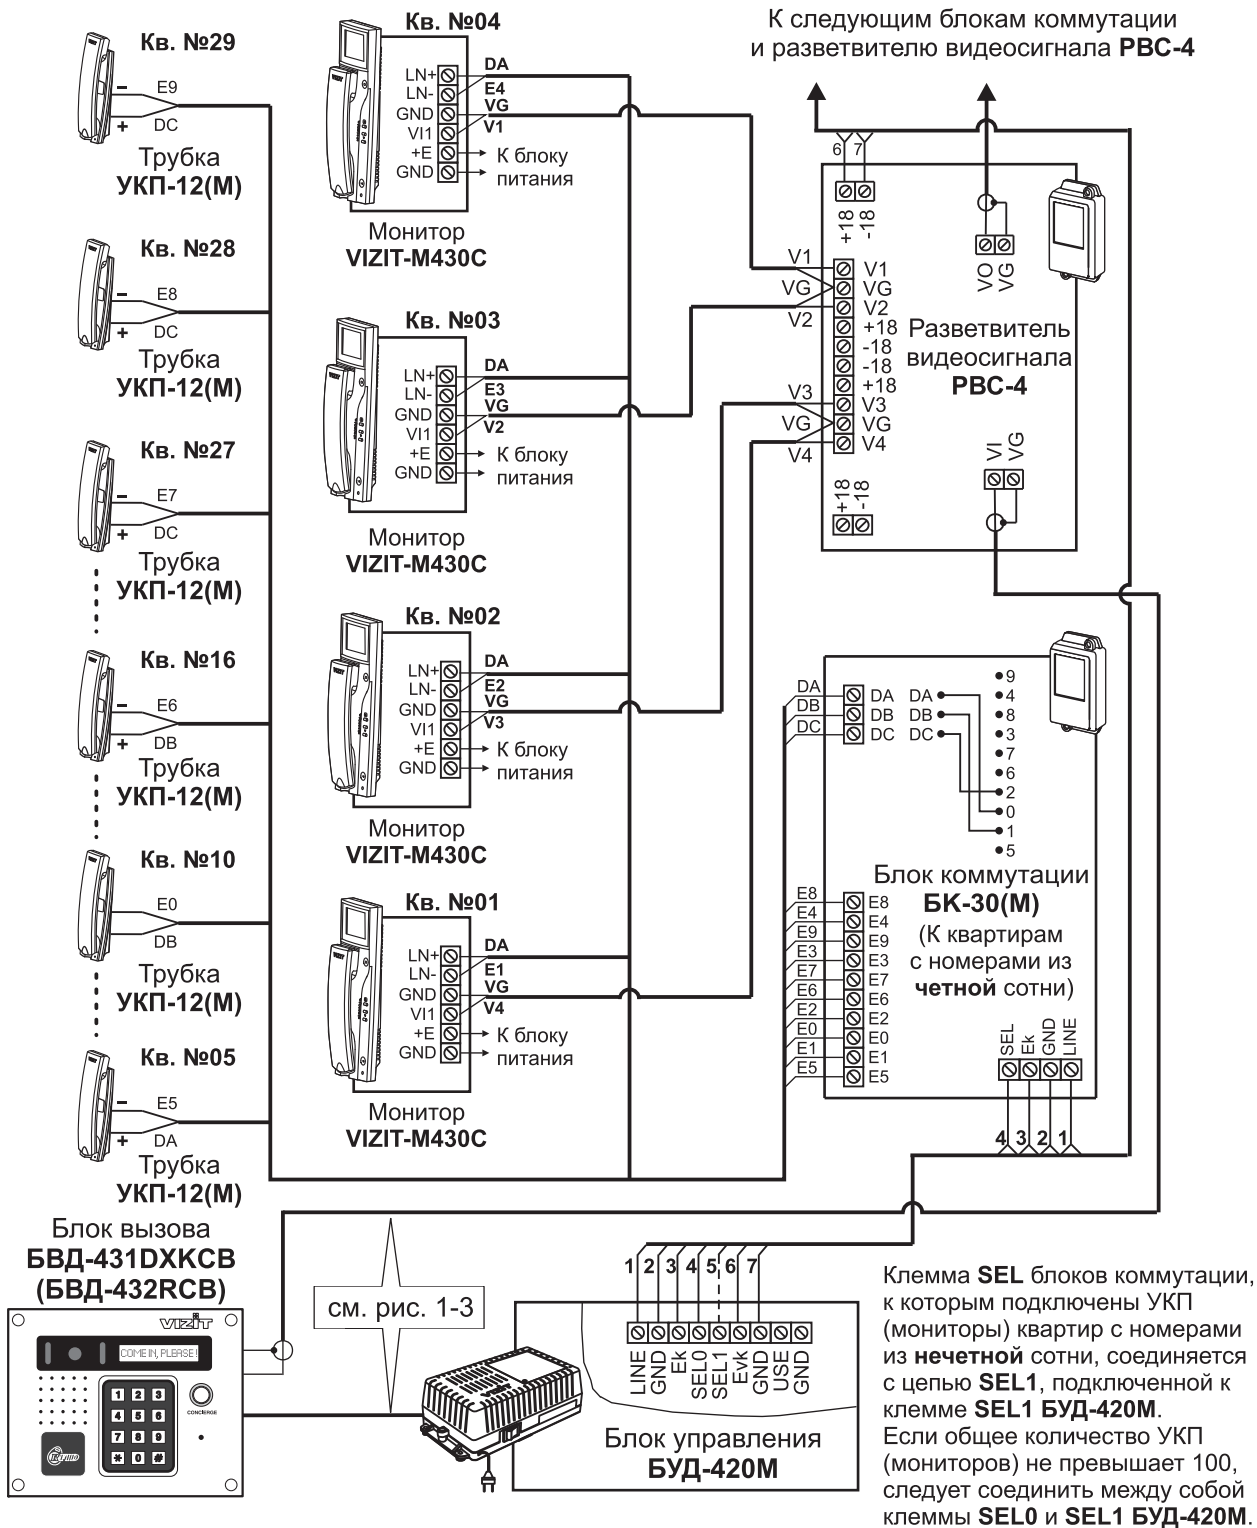 Кв. №29
E9
DC
Трубка
УКП-12(М)
Кв. №28
E8
DC
Трубка
УКП-12(М)
Кв. №27
E7
DC
Трубка
УКП-12(М)
Кв. №16
E6
DB
Трубка
УКП-12(М)
Кв. №10
E0
DB
Трубка
УКП-12(М)
Кв. №05
E5
DA
Трубка
УКП-12(М)
Кв. №04
LN+ DA
LN- E4
GND VG
VI1 V1
+E К блоку
GND питания
Монитор
VIZIT-M430C
Кв. №03
LN+ DA
LN- E3
GND VG
VI1 V2
+E К блоку
GND питания
Монитор
VIZIT-M430C
Кв. №02
LN+ DA
LN- E2
GND VG
VI1 V3
+E К блоку
GND питания
Монитор
VIZIT-M430C
Кв. №01
LN+ DA
LN- E1
GND VG
VI1 V4
+E К блоку
GND питания
Монитор
VIZIT-M430C
К следующим блокам коммутации
и разветвителю видеосигнала РВС-4
6 7
+18 -18
VO VG
V1 V1
VG VG
V2 V2
+18
-18
-18
+18
V3 V3
VG VG
V4 V4
Разветвитель
видеосигнала
РВС-4
VI VG
+18 -18
DA DA DA
DB DB DB
DC DC DC
9
4
8
3
7
6
2
0
1
5
Блок коммутации
БК-30(М)
(К квартирам
с номерами из
четной сотни)
E8 E8
E4 E4
E9 E9
E3 E3
E7 E7
E6 E6
E2 E2
E0 E0
E1 E1
E5 E5
SEL Ek GND LINE
4 3 2 1
Блок вызова
БВД-431DXKCB
(БВД-432RCB)
VIZIT
COME IN, PLEASE!
1 2 3
4 5 6
7 8 9
* 0 #
CONCIERGE
см. рис. 1-3
1 2 3 4 5 6 7
LINE GND Ek SEL0 SEL1 Evk GND USE GND
Блок управления
БУД-420М
Клемма SEL блоков коммутации,
к которым подключены УКП
(мониторы) квартир с номерами
из нечетной сотни, соединяется
с цепью SEL1, подключенной к
клемме SEL1 БУД-420М.
Если общее количество УКП
(мониторов) не превышает 100,
следует соединить между собой
клеммы SEL0 и SEL1 БУД-420М.